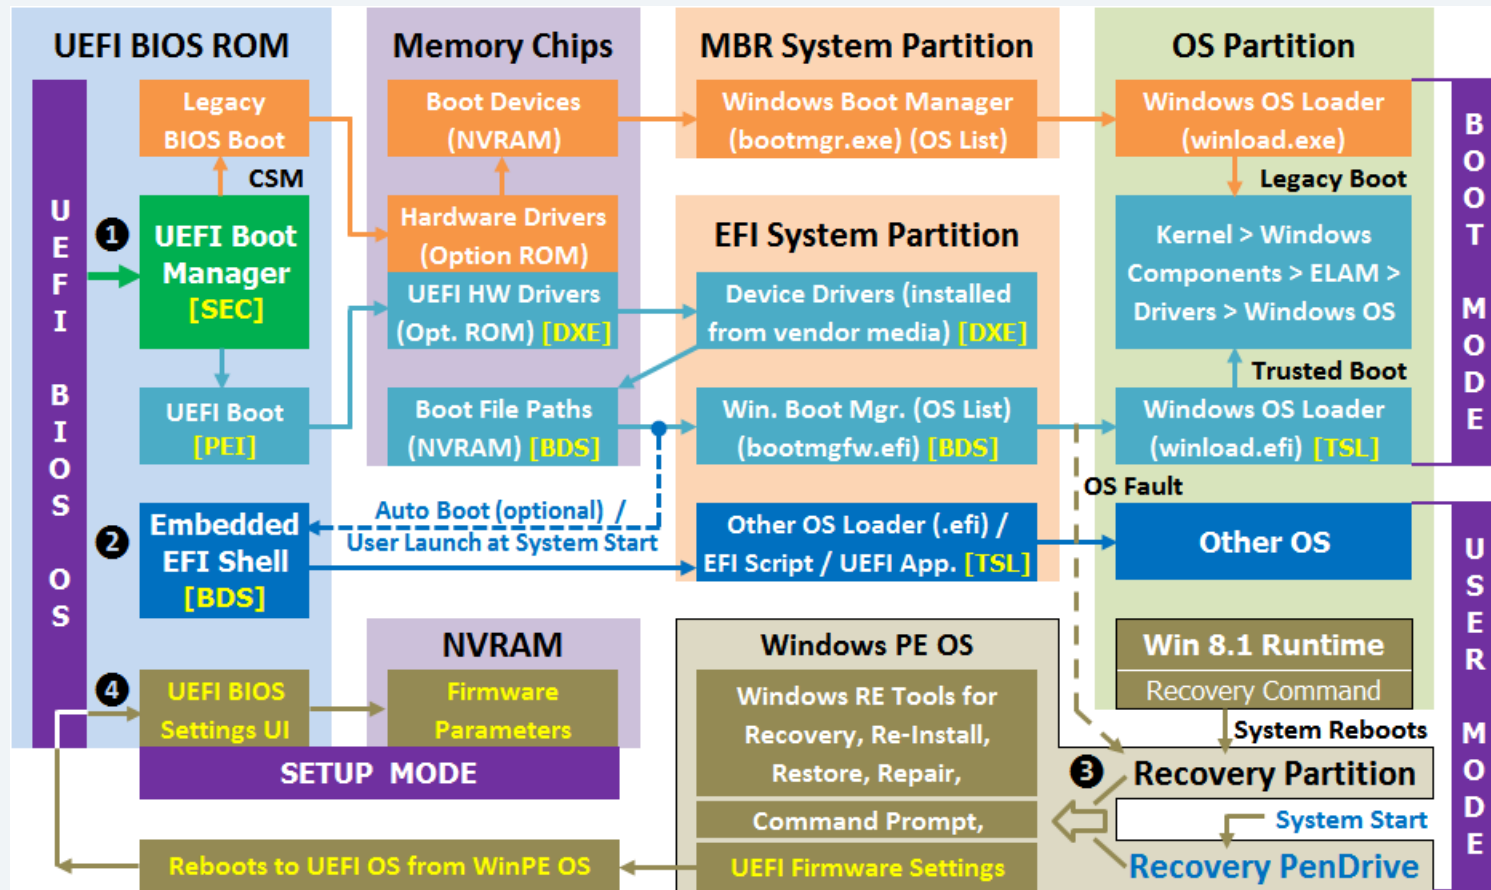 UEFI BIOS ROM
Memory Chips
MBR System Partition
OS Partition
UEFI BIOS OS
Legacy
BIOS Boot
CSM
Boot Devices
(NVRAM)
Windows Boot Manager
(bootmgr.exe) (OS List)
Windows OS Loader
(winload.exe)
Legacy Boot
BOOT MODE
1
UEFI Boot
Manager
[SEC]
Hardware Drivers
(Option ROM)
UEFI HW Drivers
(Opt. ROM) [DXE]
EFI System Partition
Device Drivers (installed
from vendor media) [DXE]
Kernel > Windows
Components > ELAM >
Drivers > Windows OS
Trusted Boot
UEFI Boot
[PEI]
Boot File Paths
(NVRAM) [BDS]
Win. Boot Mgr. (OS List)
(bootmgfw.efi) [BDS]
Windows OS Loader
(winload.efi) [TSL]
OS Fault
2
Embedded
EFI Shell
[BDS]
Auto Boot (optional) /
User Launch at System Start
Other OS Loader (.efi) /
EFI Script / UEFI App. [TSL]
Other OS
USER MODE
NVRAM
Windows PE OS
Win 8.1 Runtime
Recovery Command
System Reboots
4
UEFI BIOS
Settings UI
Firmware
Parameters
SETUP MODE
Windows RE Tools for
Recovery, Re-Install,
Restore, Repair,
Command Prompt,
UEFI Firmware Settings
3
Recovery Partition
System Start
Recovery PenDrive
Reboots to UEFI OS from WinPE OS